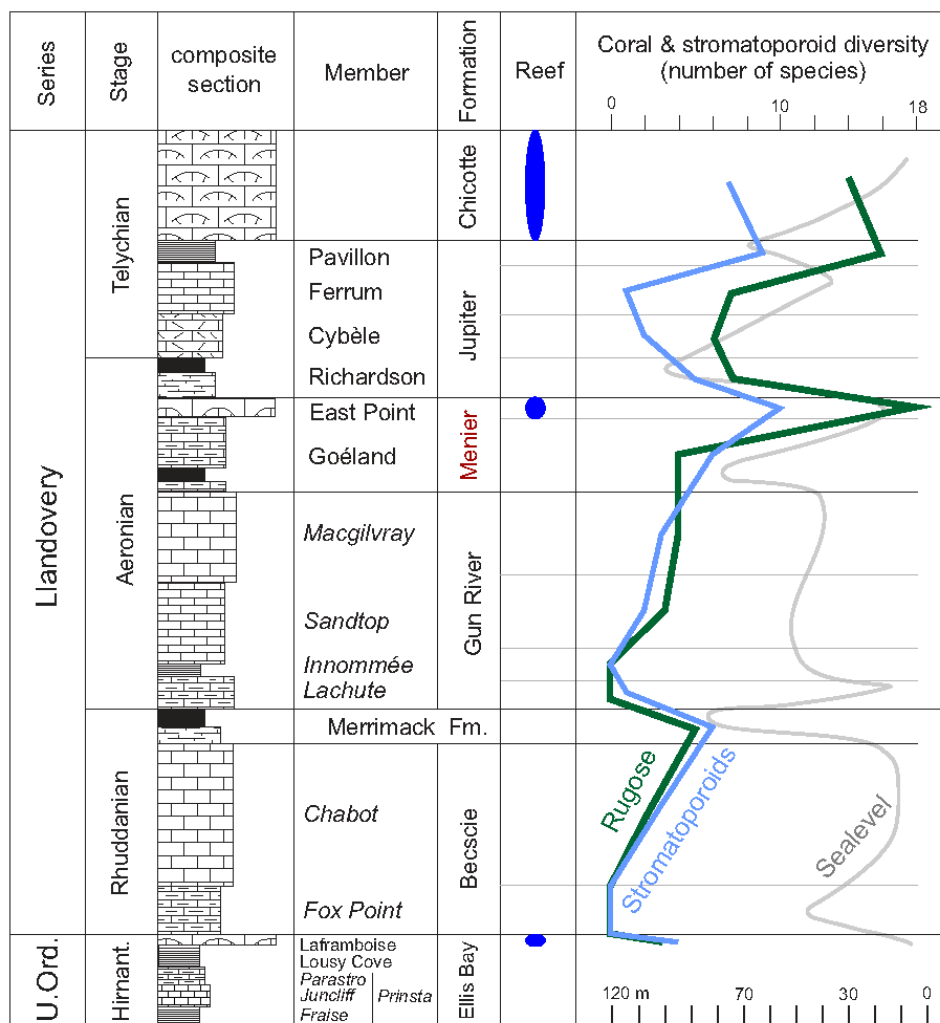 Series
Stage
composite
section
Member
Formation
Reef
Coral & stromatoporoid diversity
(number of species)
0 10 18
Llandovery
U.Ord.
Telychian
Aeronian
Rhuddanian
Hirnant.
Pavillon
Ferrum
Cybèle
Richardson
East Point
Goéland
Macgilvray
Sandtop
Innommée
Lachute
Merrimack Fm.
Chabot
Fox Point
Laframboise
Lousy Cove
Parastro
Juncliff
Prinsta
Fraise
Chicotte
Jupiter
Menier
Gun River
Becscie
Ellis Bay
Rugose
Stromatoporoids
Sealevel
120 m 70 30 0